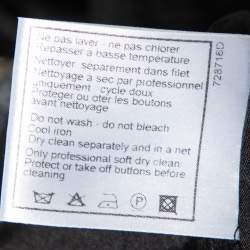 Ne pas laver - ne pas chlorer
Repasser a basse temperature
Nettoyer séparement dans filet
Nettoyage a sec par professionnel
uniquement cycle doux
Proteger ou oter les boutons
avant nettoyage
Do not wash - do not bleach
Cool iron
Dry clean separately and in a net
Only professional soft dry clean
Protect or take off buttons before
cleaning
P
728716D